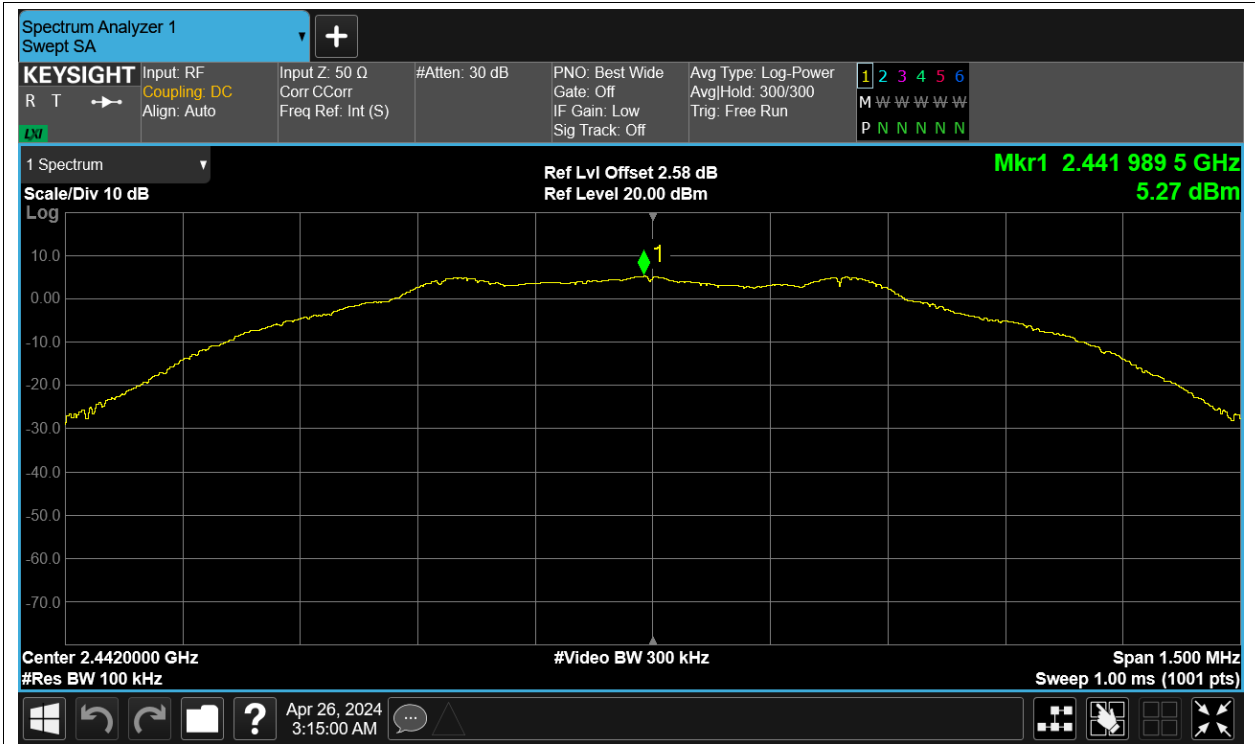 Spectrum Analyzer 1
Swept SA
+
KEYSIGHT
R T
LXI
Input: RF
Coupling: DC
Align: Auto
Input Z: 50 Ω
Corr CCorr
Freq Ref: Int (S)
#Atten: 30 dB
PNO: Best Wide
Gate: Off
IF Gain: Low
Sig Track: Off
Avg Type: Log-Power
Avg|Hold: 300/300
Trig: Free Run
1 2 3 4 5 6
M W W W W W
P N N N N N
1 Spectrum
Scale/Div 10 dB
Log
Ref Lvl Offset 2.58 dB
Ref Level 20.00 dBm
Mkr1 2.441 989 5 GHz
5.27 dBm
1
10.0
0.00
-10.0
-20.0
-30.0
-40.0
-50.0
-60.0
-70.0
Center 2.4420000 GHz
#Res BW 100 kHz
#Video BW 300 kHz
Span 1.500 MHz
Sweep 1.00 ms (1001 pts)
?
Apr 26, 2024
3:15:00 AM